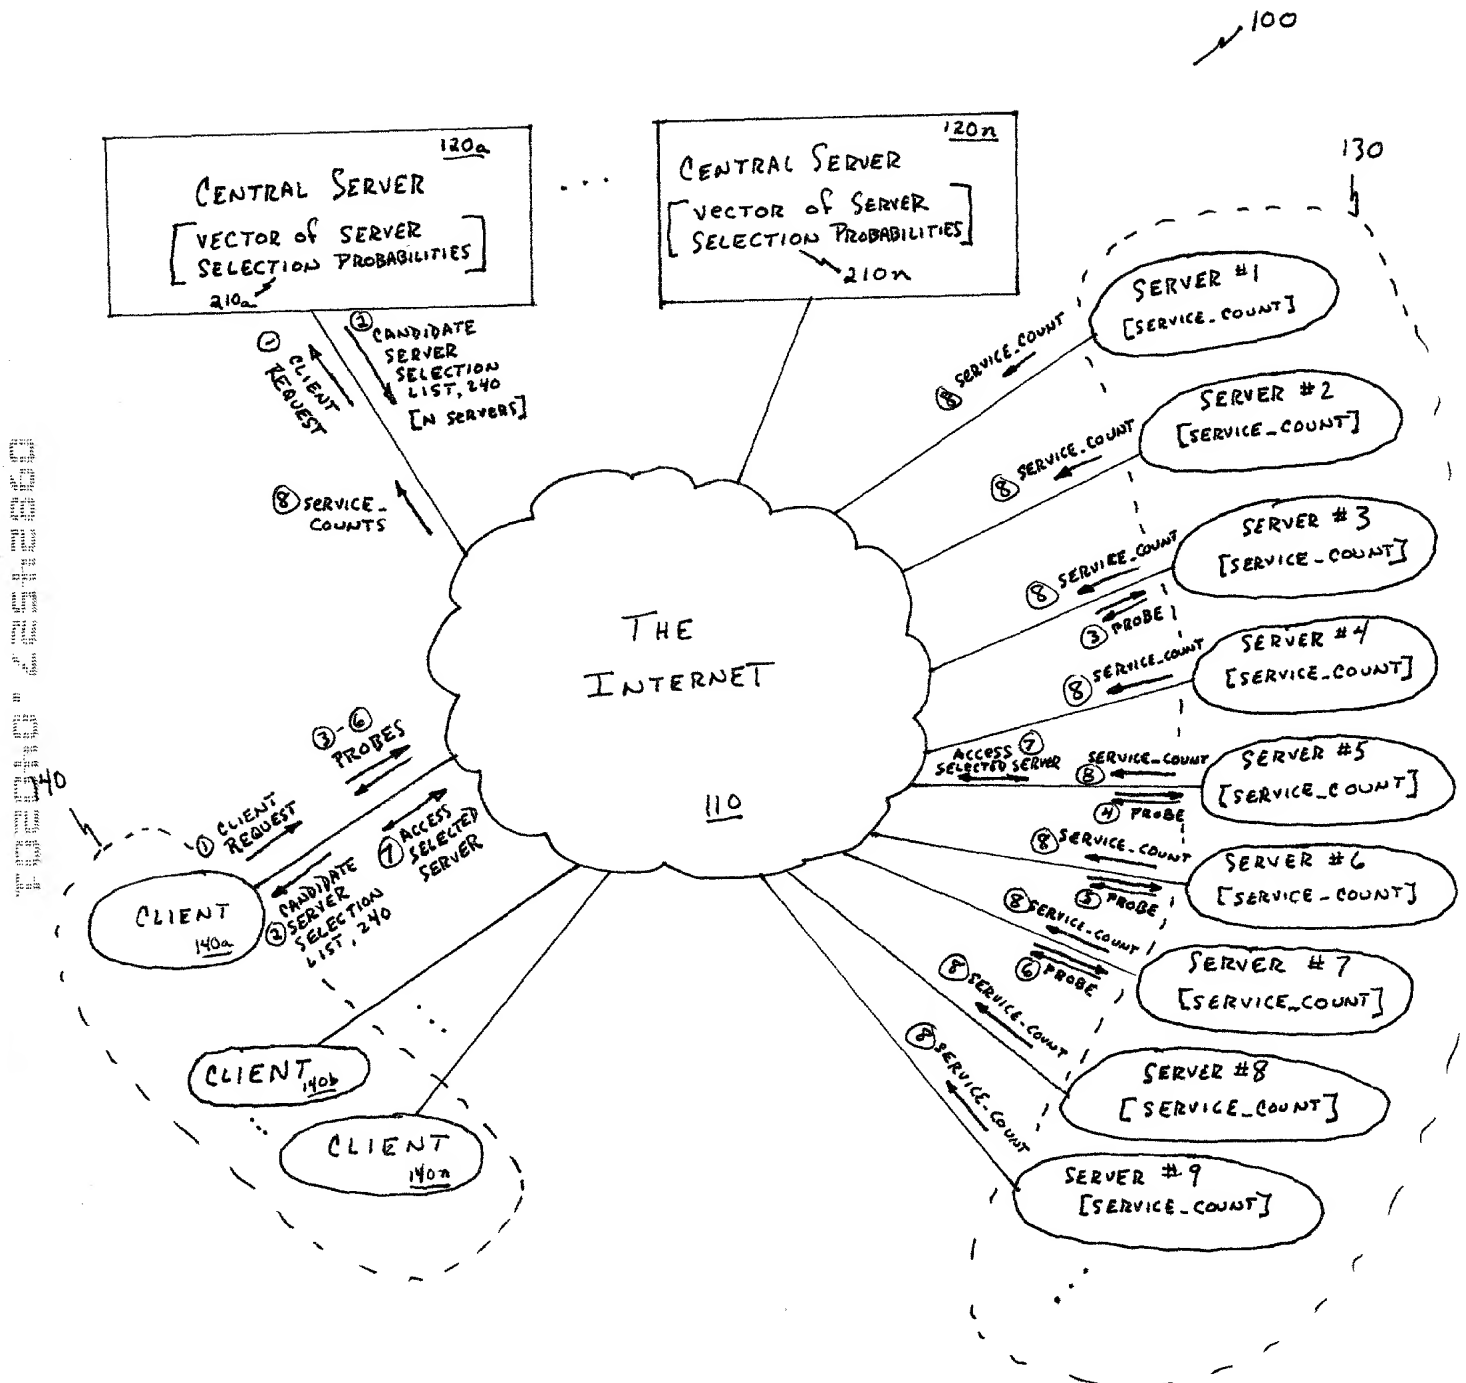 100
120a
CENTRAL SERVER
[VECTOR of SERVER
SELECTION PROBABILITIES]
210a
...
120n
CENTRAL SERVER
[VECTOR of SERVER
SELECTION PROBABILITIES]
210n
130
① CLIENT
REQUEST
② CANDIDATE
SERVER
SELECTION
LIST, 240
[N SERVERS]
⑧ SERVICE_
COUNTS
THE
INTERNET
110
SERVER #1
[SERVICE_COUNT]
⑧ SERVICE_COUNT
SERVER #2
[SERVICE_COUNT]
⑧ SERVICE_COUNT
SERVER #3
[SERVICE_COUNT]
⑧ SERVICE_COUNT
③ PROBE
SERVER #4
[SERVICE_COUNT]
⑧ SERVICE_COUNT
SERVER #5
[SERVICE_COUNT]
ACCESS ⑦
SELECTED SERVER
⑧ SERVICE_COUNT
④ PROBE
SERVER #6
[SERVICE_COUNT]
⑧ SERVICE_COUNT
⑤ PROBE
SERVER #7
[SERVICE_COUNT]
⑧ SERVICE_COUNT
⑥ PROBE
SERVER #8
[SERVICE_COUNT]
⑧ SERVICE_COUNT
SERVER #9
[SERVICE_COUNT]
⑧ SERVICE_COUNT
③-⑥
PROBES
140
① CLIENT
REQUEST
⑦ ACCESS
SELECTED
SERVER
② CANDIDATE
SERVER
SELECTION
LIST, 240
CLIENT
140a
CLIENT
140b
CLIENT
140n